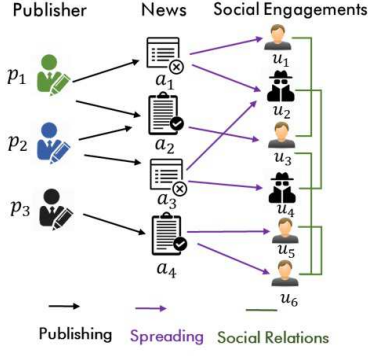 Publisher News Social Engagements
p1
p2
p3
a1
a2
a3
a4
u1
u2
u3
u4
u5
u6
Publishing Spreading Social Relations